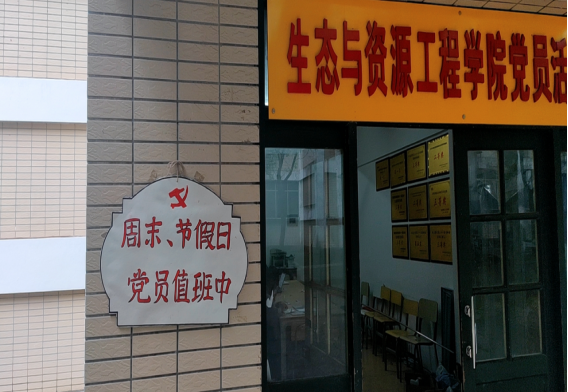 生态与资源工程学院党员活
周末、节假日
党员值班中